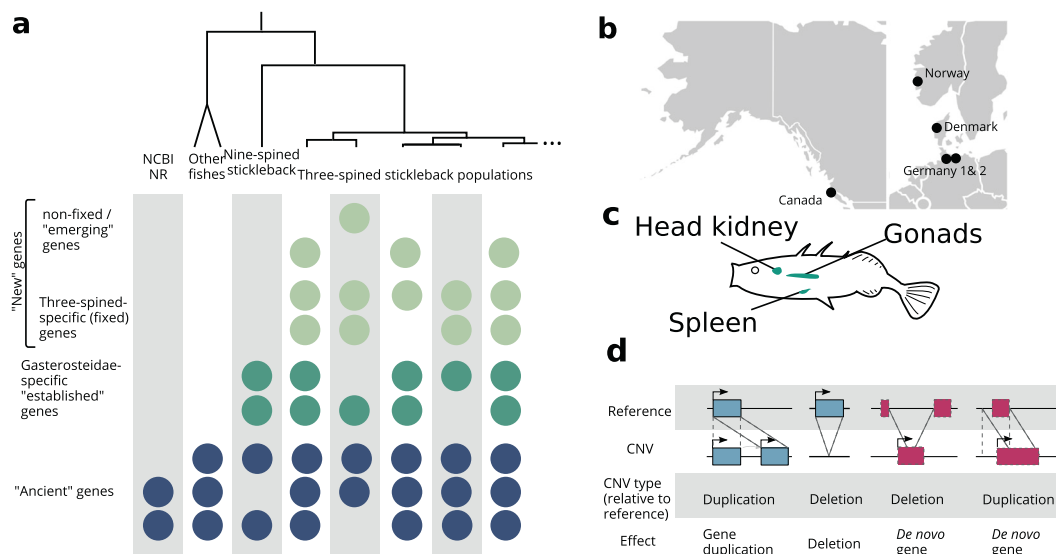 a
NCBI
NR
Other
fishes
Nine-spined
stickleback
Three-spined stickleback populations
...
"New" genes
non-fixed /
"emerging"
genes
Three-spined-
specific (fixed)
genes
Gasterosteidae-
specific
"established"
genes
"Ancient" genes
b
Norway
Denmark
Germany 1& 2
Canada
c
Head kidney
Gonads
Spleen
d
Reference
CNV
CNV type
(relative to
reference)
Duplication
Deletion
Deletion
Duplication
Effect
Gene
duplication
Deletion
De novo
gene
De novo
gene